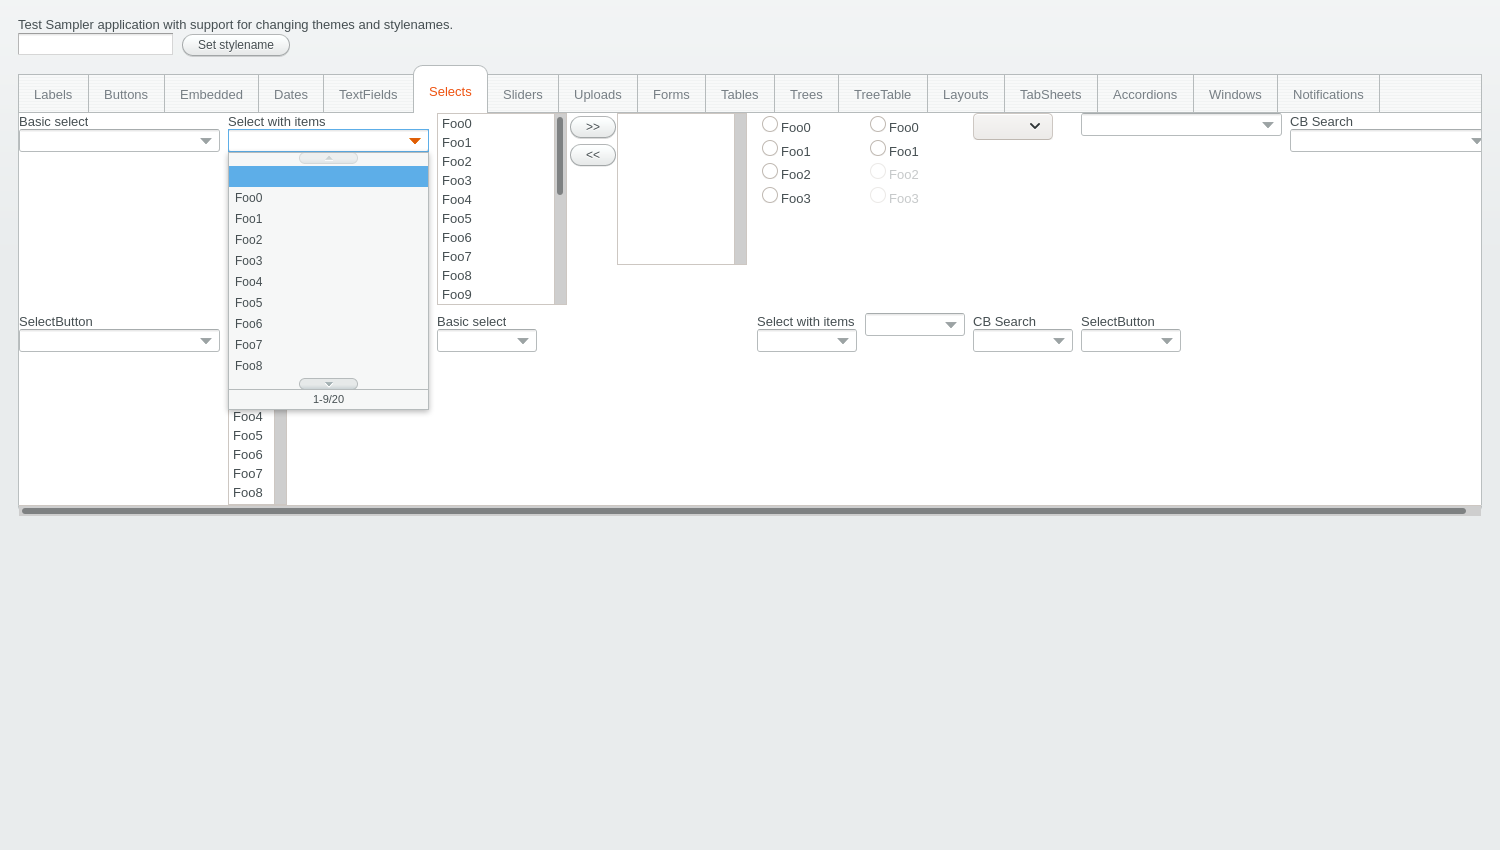 Test Sampler application with support for changing themes and stylenames.
Set stylename
Labels Buttons Embedded Dates TextFields Selects Sliders Uploads Forms Tables Trees TreeTable Layouts TabSheets Accordions Windows Notifications
Basic select
Select with items
Foo0
Foo1
Foo2
Foo3
Foo4
Foo5
Foo6
Foo7
Foo8
1-9/20
Foo0
Foo1
Foo2
Foo3
Foo4
Foo5
Foo6
Foo7
Foo8
Foo9
>>
<<
Foo0
Foo1
Foo2
Foo3
Foo0
Foo1
Foo2
Foo3
CB Search
SelectButton
Foo4
Foo5
Foo6
Foo7
Foo8
Basic select
Select with items
CB Search
SelectButton